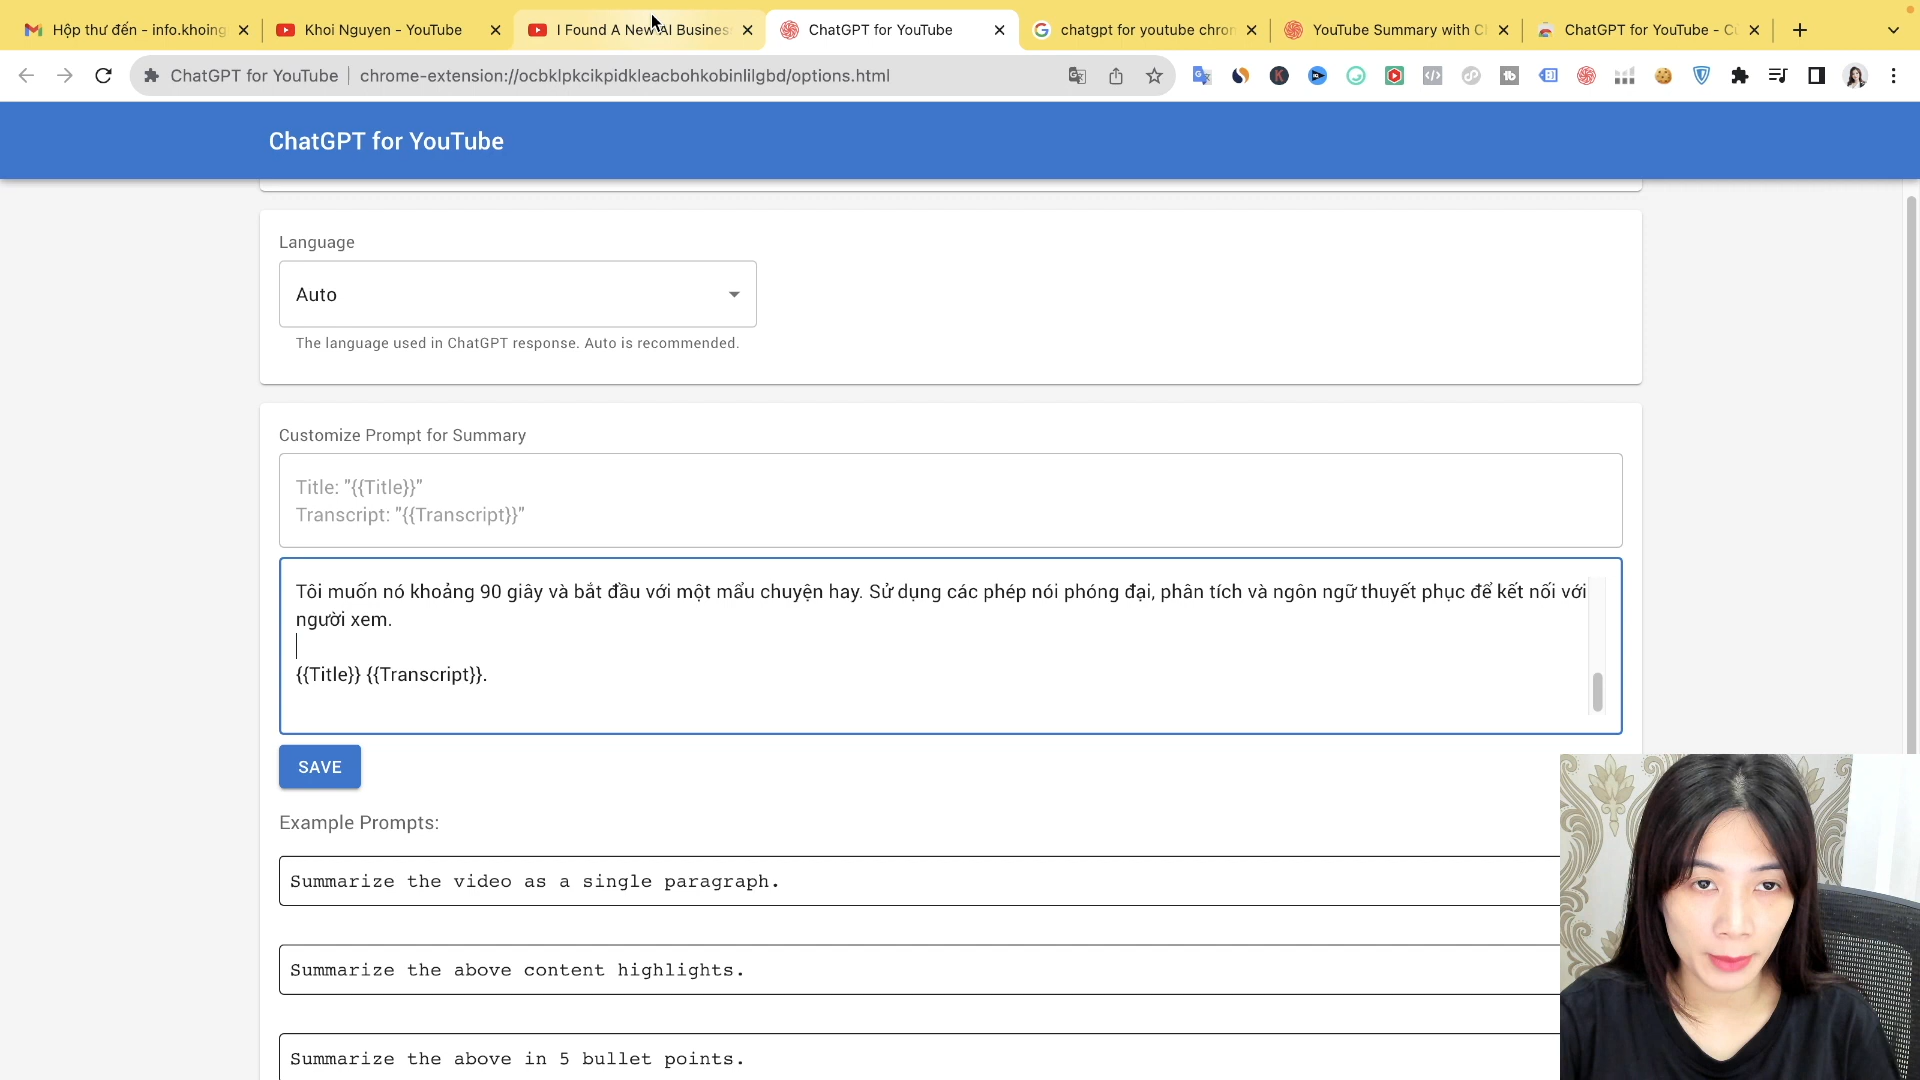 Hộp thư đến - info.khoing
Khoi Nguyen - YouTube
I Found A New AI Busines
ChatGPT for YouTube
chatgpt for youtube chron
YouTube Summary with C
ChatGPT for YouTube - C
ChatGPT for YouTube
chrome-extension://ocbklpkcikpidkleacbohkobinlilgbd/options.html
ChatGPT for YouTube
Language
Auto
The language used in ChatGPT response. Auto is recommended.
Customize Prompt for Summary
Title: "{{Title}}"
Transcript: "{{Transcript}}"
Tôi muốn nó khoảng 90 giây và bắt đầu với một mẩu chuyện hay. Sử dụng các phép nói phóng đại, phân tích và ngôn ngữ thuyết phục để kết nối với
người xem.
{{Title}} {{Transcript}}.
SAVE
Example Prompts:
Summarize the video as a single paragraph.
Summarize the above content highlights.
Summarize the above in 5 bullet points.